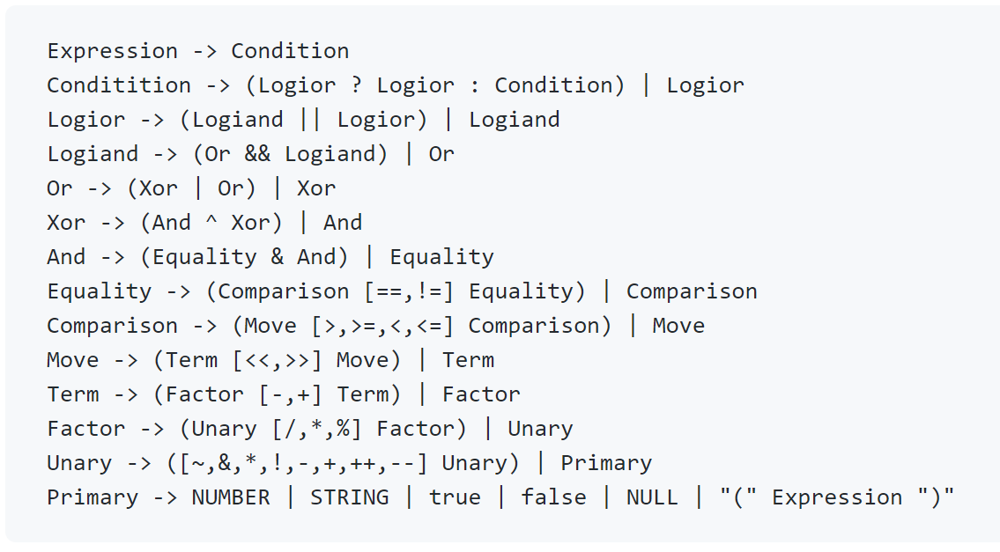 Expression -> Condition
Conditition -> (Logior ? Logior : Condition) | Logior
Logior -> (Logiand || Logior) | Logiand
Logiand -> (Or && Logiand) | Or
Or -> (Xor | Or) | Xor
Xor -> (And ^ Xor) | And
And -> (Equality & And) | Equality
Equality -> (Comparison [==,!=] Equality) | Comparison
Comparison -> (Move [>,>=,<,<=] Comparison) | Move
Move -> (Term [<<,>>] Move) | Term
Term -> (Factor [-,+] Term) | Factor
Factor -> (Unary [/,*,%] Factor) | Unary
Unary -> ([~,&,*,!,-,+,++,--] Unary) | Primary
Primary -> NUMBER | STRING | true | false | NULL | "(" Expression ")"